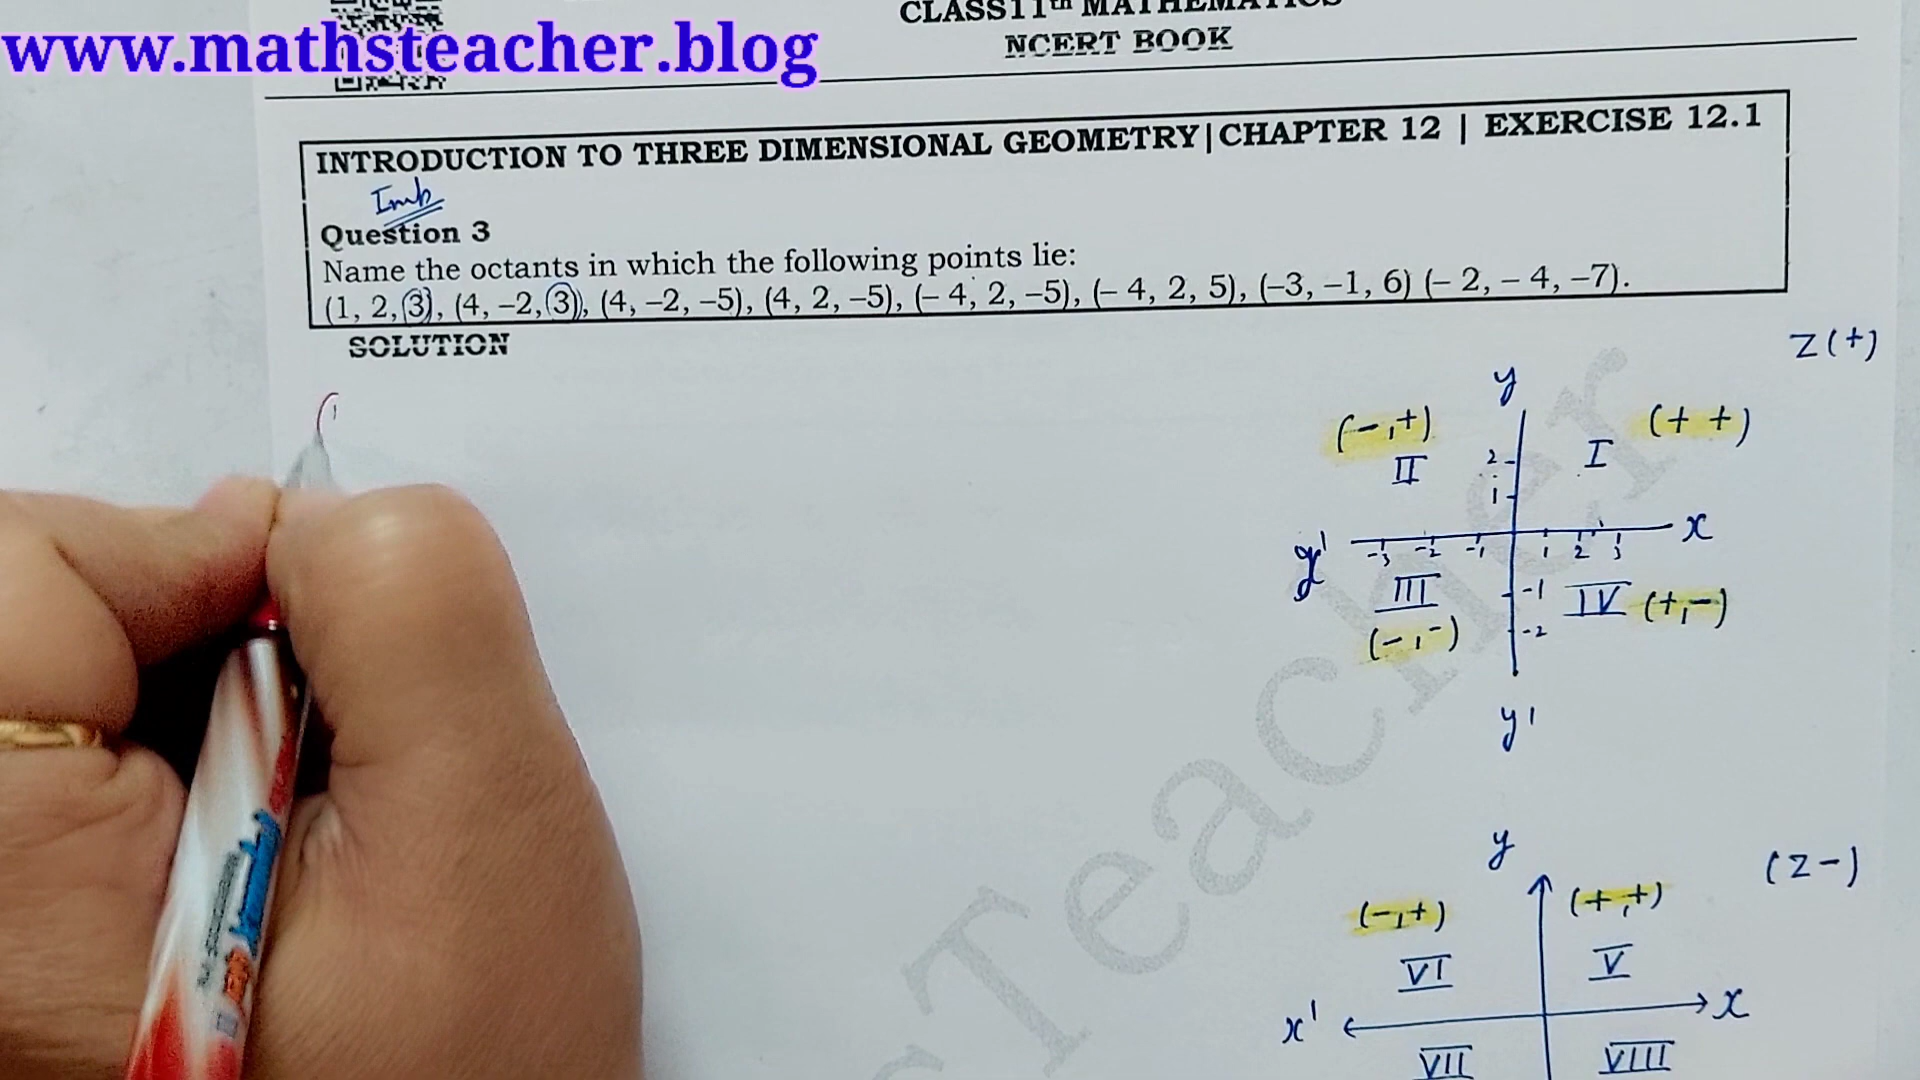 CLASS11th MATHEMATICS
www.mathsteacher.blog
NCERT BOOK
INTRODUCTION TO THREE DIMENSIONAL GEOMETRY|CHAPTER 12 | EXERCISE 12.1
Imp
Question 3
Name the octants in which the following points lie:
(1, 2, 3), (4, –2, 3), (4, –2, –5), (4, 2, –5), (– 4, 2, –5), (– 4, 2, 5), (–3, –1, 6) (– 2, – 4, –7).
SOLUTION
Z(+)
y
(-,+) (+ +)
II I
2
1
y' x
-3 -2 -1 1 2 3
III -1 IV (+,-)
(-,-) -2
y'
y (Z-)
(-,+) (+,+)
VI V
x' x
VII VIII
Teacher